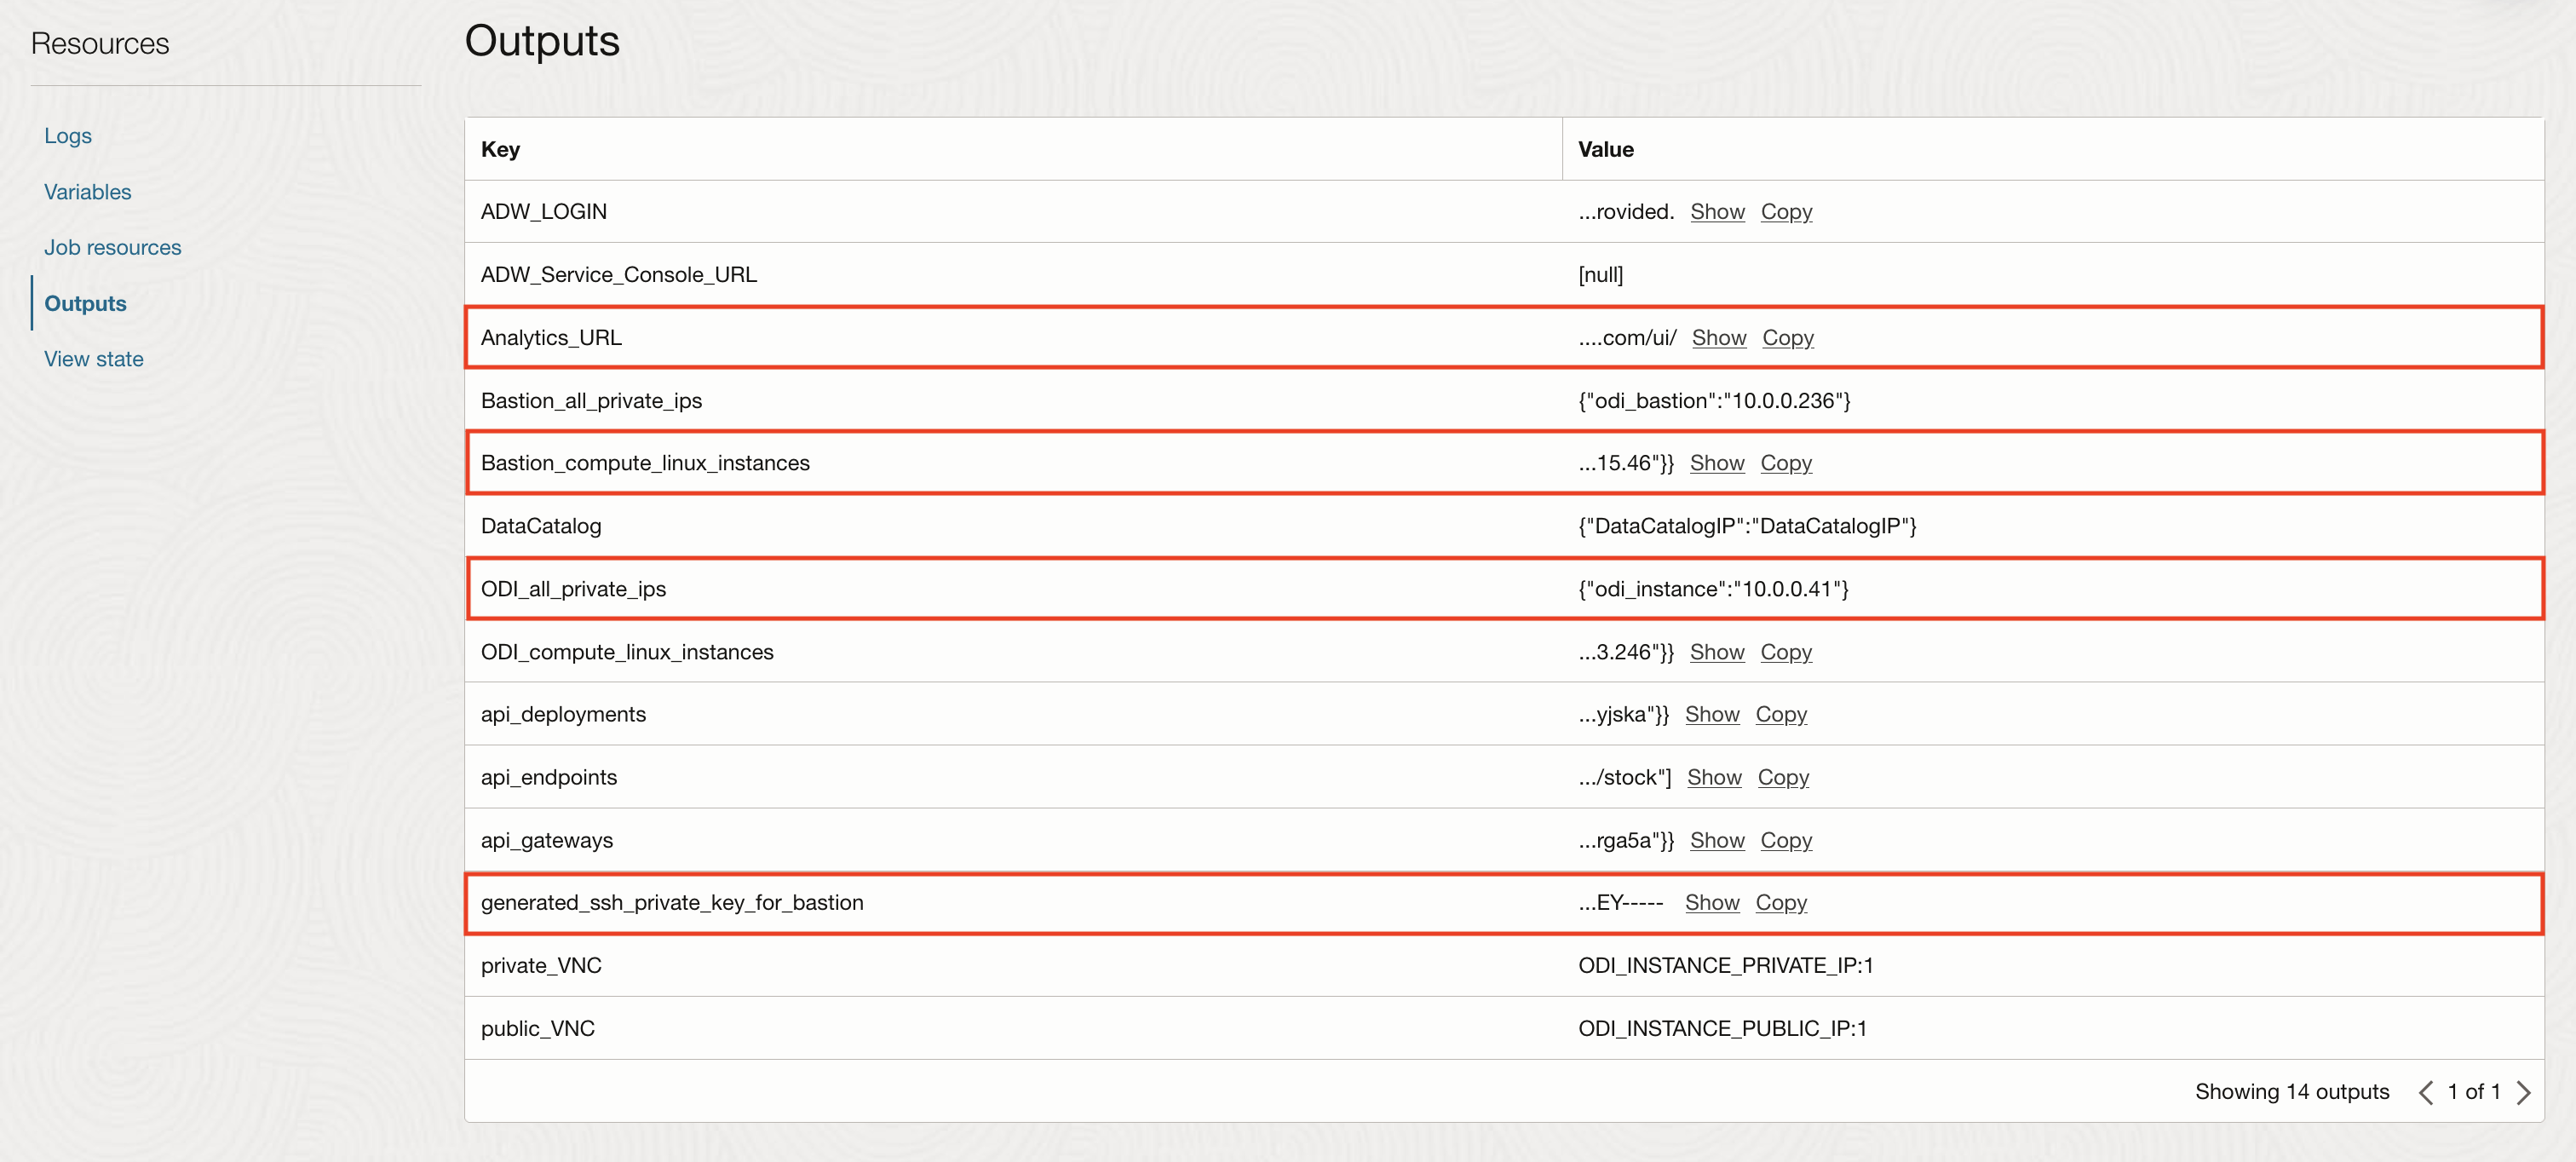 Resources
Logs
Variables
Job resources
Outputs
View state
Outputs
Key Value
ADW_LOGIN ...rovided. Show Copy
ADW_Service_Console_URL [null]
Analytics_URL ....com/ui/ Show Copy
Bastion_all_private_ips {"odi_bastion":"10.0.0.236"}
Bastion_compute_linux_instances ...15.46"}} Show Copy
DataCatalog {"DataCatalogIP":"DataCatalogIP"}
ODI_all_private_ips {"odi_instance":"10.0.0.41"}
ODI_compute_linux_instances ...3.246"}} Show Copy
api_deployments ...yjska"}} Show Copy
api_endpoints .../stock"] Show Copy
api_gateways ...rga5a"}} Show Copy
generated_ssh_private_key_for_bastion ...EY----- Show Copy
private_VNC ODI_INSTANCE_PRIVATE_IP:1
public_VNC ODI_INSTANCE_PUBLIC_IP:1
Showing 14 outputs < 1 of 1 >